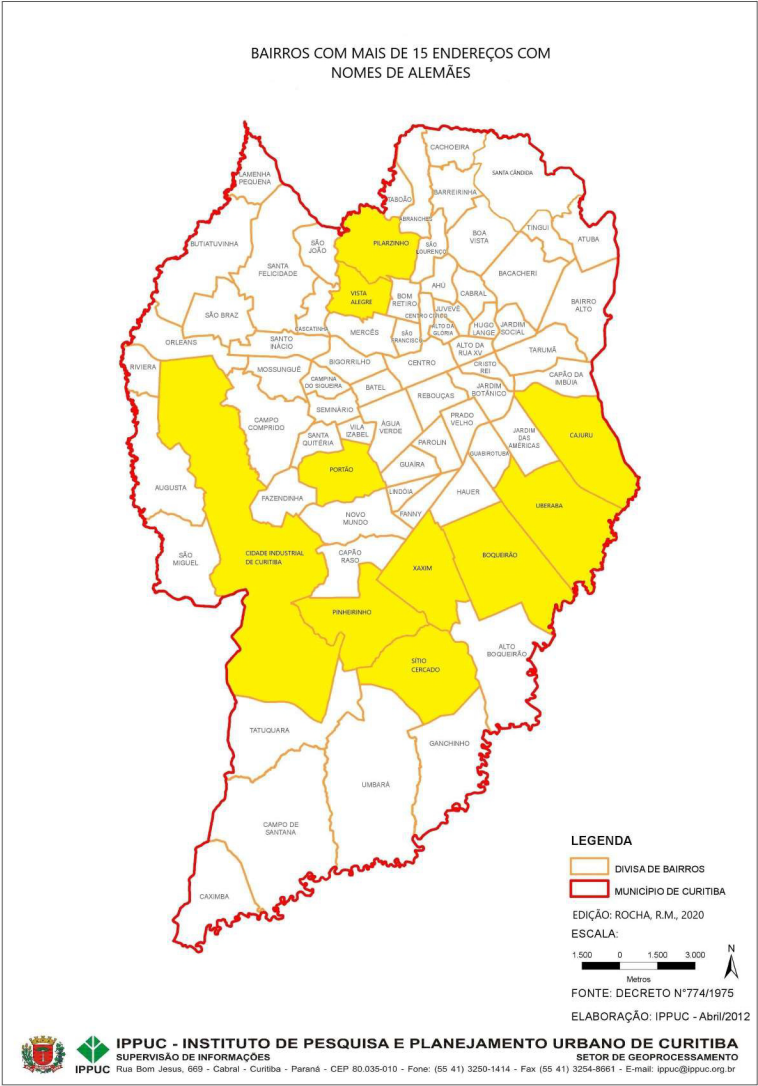 BAIRROS COM MAIS DE 15 ENDEREÇOS COM
NOMES DE ALEMÃES
CACHOEIRA
LAMENHA
PEQUENA
SANTA CÂNDIDA
TABOÃO
BARREIRINHA
ABRANCHES
BUTIATUVINHA
SÃO
JOÃO
PILARZINHO
SÃO
LOURENÇO
BOA
VISTA
TINGUI
ATUBA
SANTA
FELICIDADE
BACACHERI
AHÚ
CABRAL
VISTA
ALEGRE
BOM
RETIRO
BAIRRO
ALTO
SÃO BRAZ
CASCATINHA
CENTRO CÍVICO
JUVEVÊ
ALTO DA
GLÓRIA
HUGO
LANGE
JARDIM
SOCIAL
MERCÊS
SÃO
FRANCISCO
ORLEANS
SANTO
INÁCIO
ALTO DA
RUA XV
TARUMÃ
RIVIERA
MOSSUNGUÊ
BIGORRILHO
CENTRO
CRISTO
REI
CAPÃO DA
IMBÚIA
CAMPINA
DO SIQUEIRA
BATEL
REBOUÇAS
JARDIM
BOTÂNICO
SEMINÁRIO
CAMPO
COMPRIDO
VILA
IZABEL
ÁGUA
VERDE
PRADO
VELHO
JARDIM
DAS
AMÉRICAS
CAJURU
SANTA
QUITÉRIA
PAROLIN
GUABIROTUBA
PORTÃO
GUAÍRA
AUGUSTA
FAZENDINHA
LINDÓIA
HAUER
UBERABA
NOVO
MUNDO
FANNY
SÃO
MIGUEL
CIDADE INDUSTRIAL
DE CURITIBA
CAPÃO
RASO
XAXIM
BOQUEIRÃO
PINHEIRINHO
SÍTIO
CERCADO
ALTO
BOQUEIRÃO
TATUQUARA
GANCHINHO
UMBARÁ
CAMPO DE
SANTANA
CAXIMBA
LEGENDA
DIVISA DE BAIRROS
MUNICÍPIO DE CURITIBA
EDIÇÃO: ROCHA, R.M., 2020
ESCALA:
N
1.500 0 1.500 3.000
Metros
FONTE: DECRETO N°774/1975
ELABORAÇÃO: IPPUC - Abril/2012
IPPUC
IPPUC - INSTITUTO DE PESQUISA E PLANEJAMENTO URBANO DE CURITIBA
SUPERVISÃO DE INFORMAÇÕES SETOR DE GEOPROCESSAMENTO
Rua Bom Jesus, 669 - Cabral - Curitiba - Paraná - CEP 80.035-010 - Fone: (55 41) 3250-1414 - Fax (55 41) 3254-8661 - E-mail: ippuc@ippuc.org.br